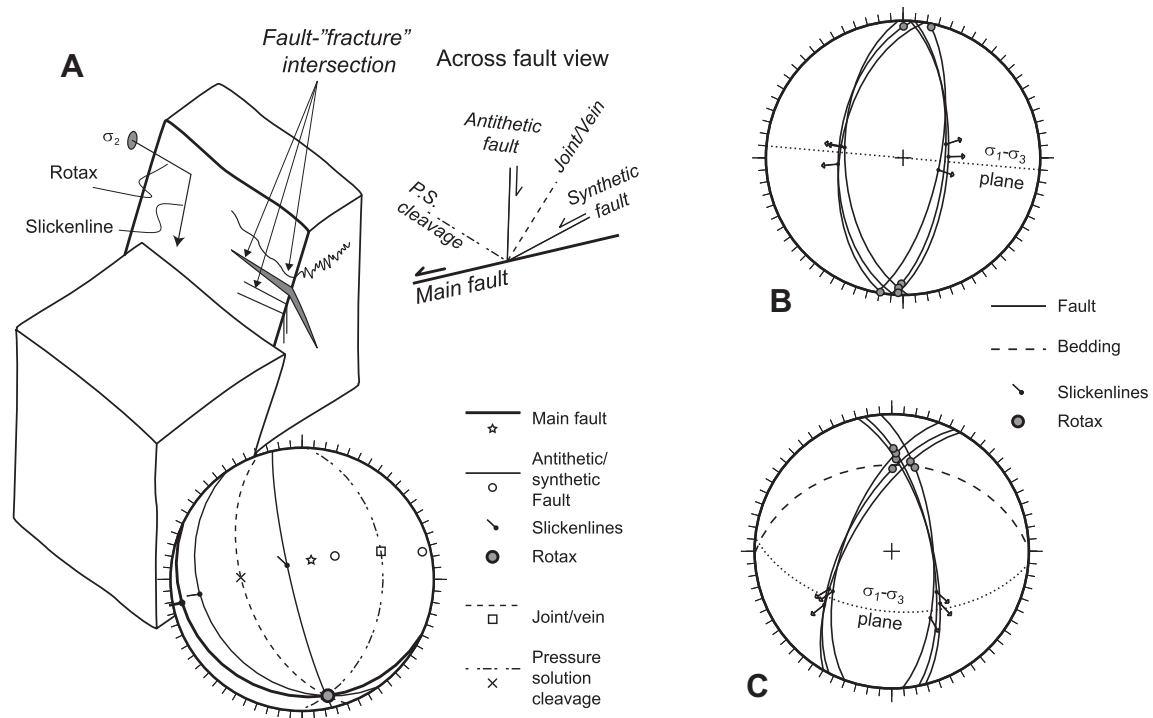 A
Fault-”fracture”
intersection
Across fault view
σ2
Rotax
Slickenline
Antithetic
fault
Joint/Vein
Synthetic
fault
P.S.
cleavage
Main fault
Main fault
Antithetic/
synthetic
Fault
Slickenlines
Rotax
Joint/vein
Pressure
solution
cleavage
σ1-σ3
plane
B
Fault
Bedding
Slickenlines
Rotax
σ1-σ3
plane
C